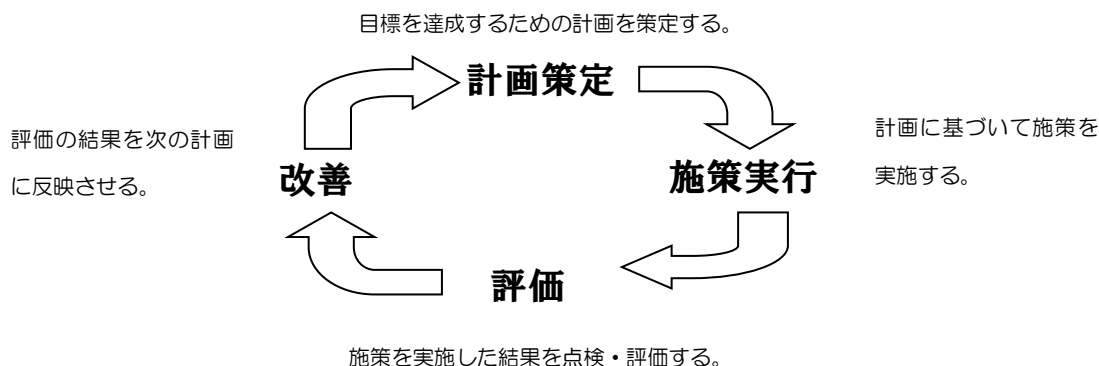 目標を達成するための計画を策定する。
計画策定
計画に基づいて施策を
実施する。
施策実行
評価の結果を次の計画
に反映させる。
改善
評価
施策を実施した結果を点検・評価する。